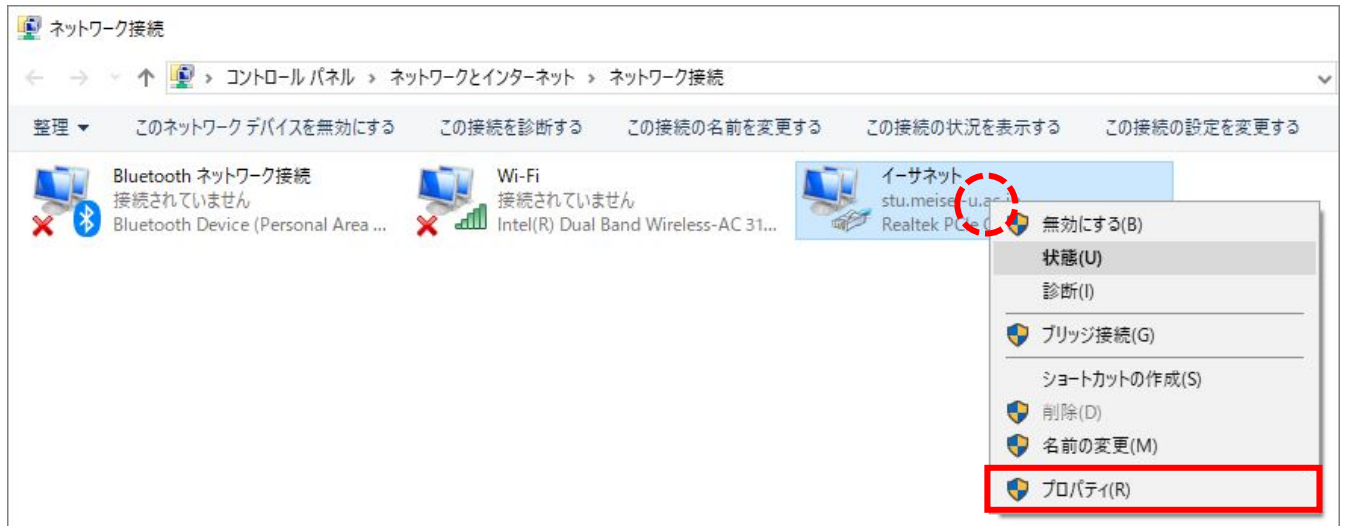 ネットワーク接続
コントロール パネル › ネットワークとインターネット › ネットワーク接続
整理 このネットワーク デバイスを無効にする この接続を診断する この接続の名前を変更する この接続の状況を表示する この接続の設定を変更する
Bluetooth ネットワーク接続
接続されていません
Bluetooth Device (Personal Area ...
Wi-Fi
接続されていません
Intel(R) Dual Band Wireless-AC 31...
イーサネット
Realtek
無効にする(B)
状態(U)
診断(I)
ブリッジ接続(G)
ショートカットの作成(S)
削除(D)
名前の変更(M)
プロパティ(R)